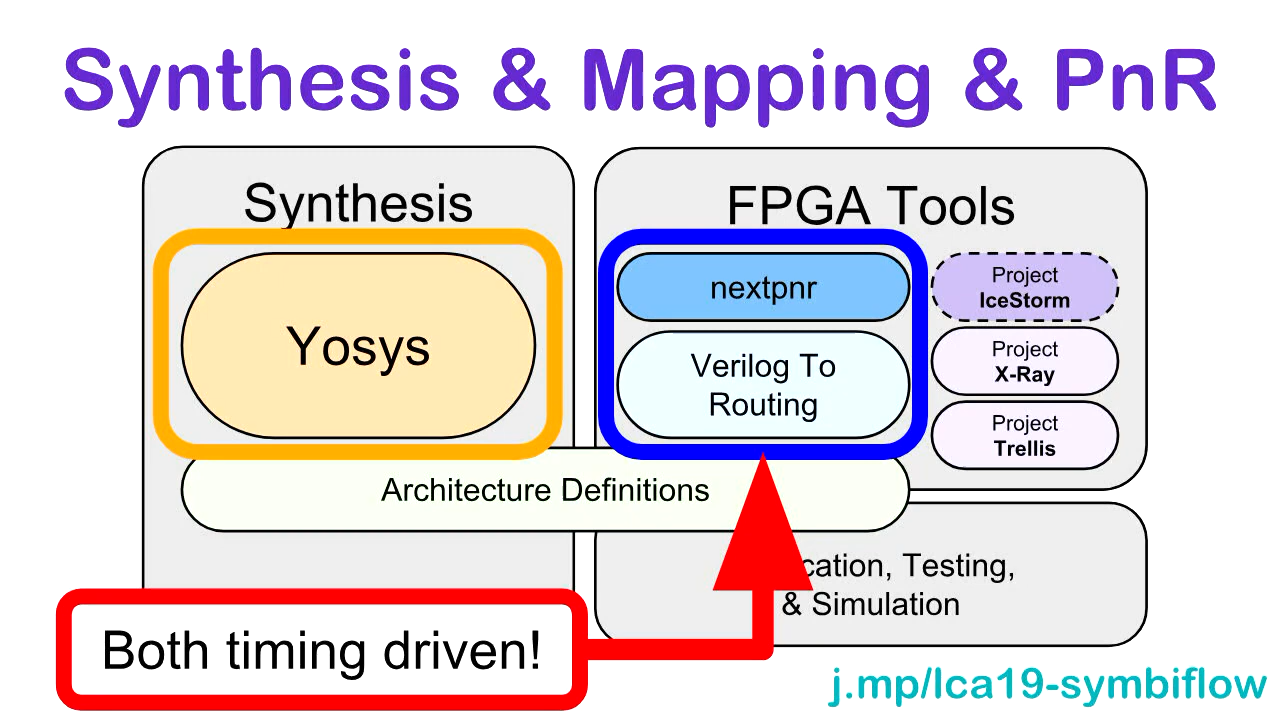 Synthesis & Mapping & PnR
Synthesis
Yosys
FPGA Tools
nextpnr
Verilog To
Routing
Project
IceStorm
Project
X-Ray
Project
Trellis
Architecture Definitions
Testing,
& Simulation
Both timing driven!
j.mp/lca19-symbiflow